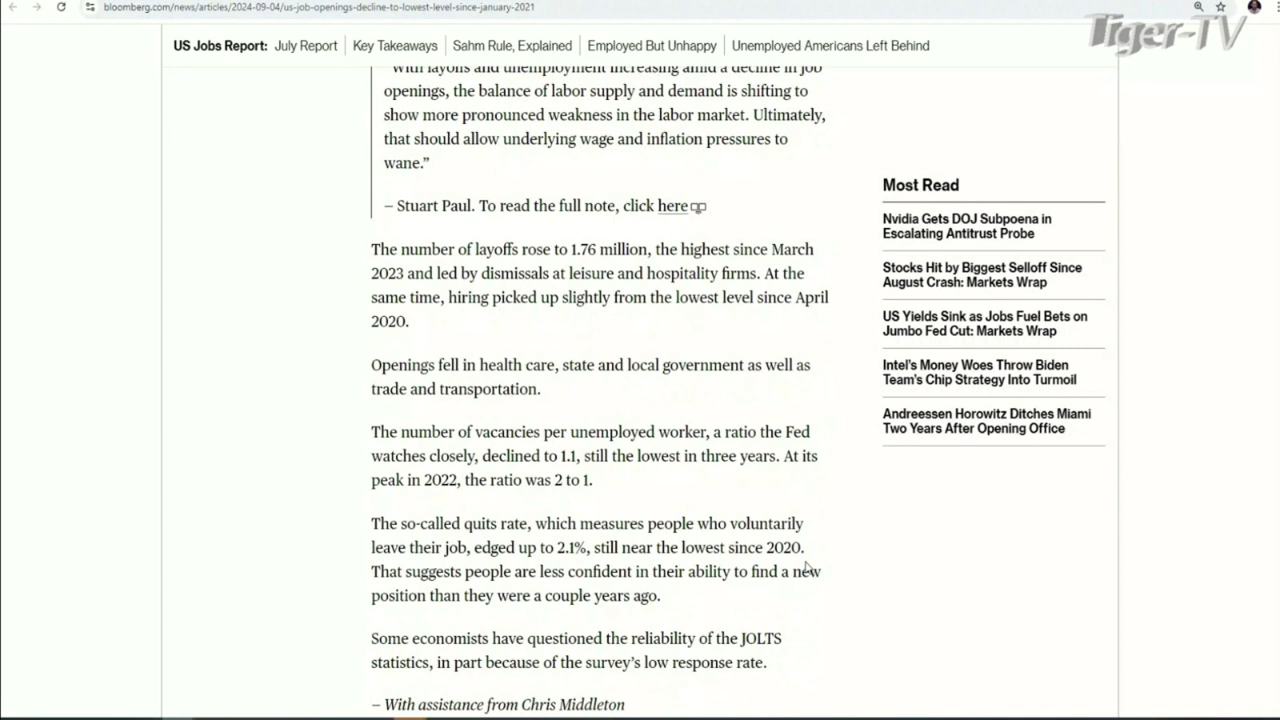 bloomberg.com/news/articles/2024-09-04/us-job-openings-decline-to-lowest-level-since-january-2021
Tiger-TV
US Jobs Report: July Report Key Takeaways Sahm Rule, Explained Employed But Unhappy Unemployed Americans Left Behind
"With layoffs and unemployment increasing amid a decline in job
openings, the balance of labor supply and demand is shifting to
show more pronounced weakness in the labor market. Ultimately,
that should allow underlying wage and inflation pressures to
wane.”
– Stuart Paul. To read the full note, click here
The number of layoffs rose to 1.76 million, the highest since March
2023 and led by dismissals at leisure and hospitality firms. At the
same time, hiring picked up slightly from the lowest level since April
2020.
Openings fell in health care, state and local government as well as
trade and transportation.
The number of vacancies per unemployed worker, a ratio the Fed
watches closely, declined to 1.1, still the lowest in three years. At its
peak in 2022, the ratio was 2 to 1.
The so-called quits rate, which measures people who voluntarily
leave their job, edged up to 2.1%, still near the lowest since 2020.
That suggests people are less confident in their ability to find a new
position than they were a couple years ago.
Some economists have questioned the reliability of the JOLTS
statistics, in part because of the survey’s low response rate.
– With assistance from Chris Middleton
Most Read
Nvidia Gets DOJ Subpoena in
Escalating Antitrust Probe
Stocks Hit by Biggest Selloff Since
August Crash: Markets Wrap
US Yields Sink as Jobs Fuel Bets on
Jumbo Fed Cut: Markets Wrap
Intel's Money Woes Throw Biden
Team's Chip Strategy Into Turmoil
Andreessen Horowitz Ditches Miami
Two Years After Opening Office